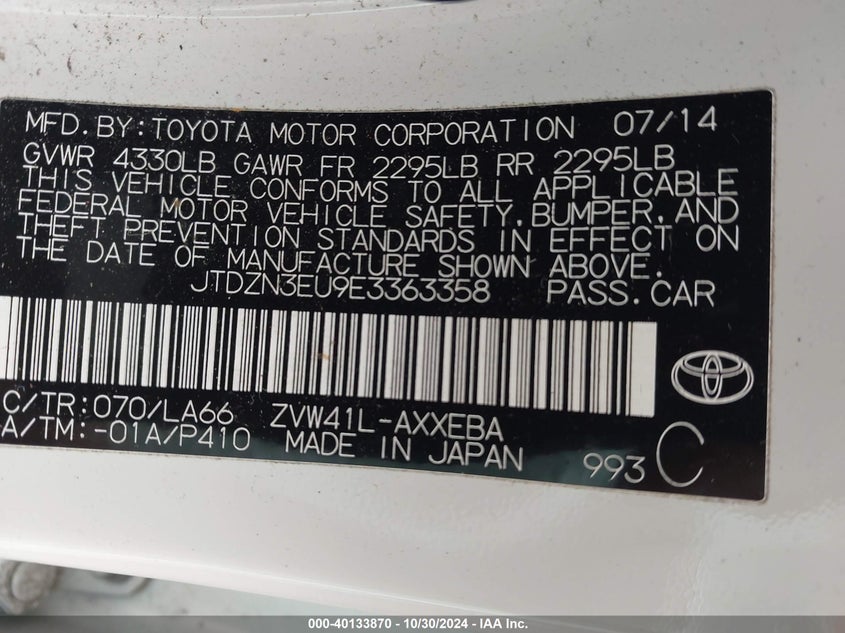 MFD. BY: TOYOTA MOTOR CORPORATION 07/14
GVWR 4330LB GAWR FR 2295LB RR 2295LB
THIS VEHICLE CONFORMS TO ALL APPLICABLE
FEDERAL MOTOR VEHICLE SAFETY, BUMPER, AND
THEFT PREVENTION STANDARDS IN EFFECT ON
THE DATE OF MANUFACTURE SHOWN ABOVE.
JTDZN3EU9E3363358 PASS. CAR
C/TR: 070/LA66 ZVW41L-AXXEBA
A/TM: -01A/P410 MADE IN JAPAN 993 C
000-40133870 - 10/30/2024 - IAA Inc.